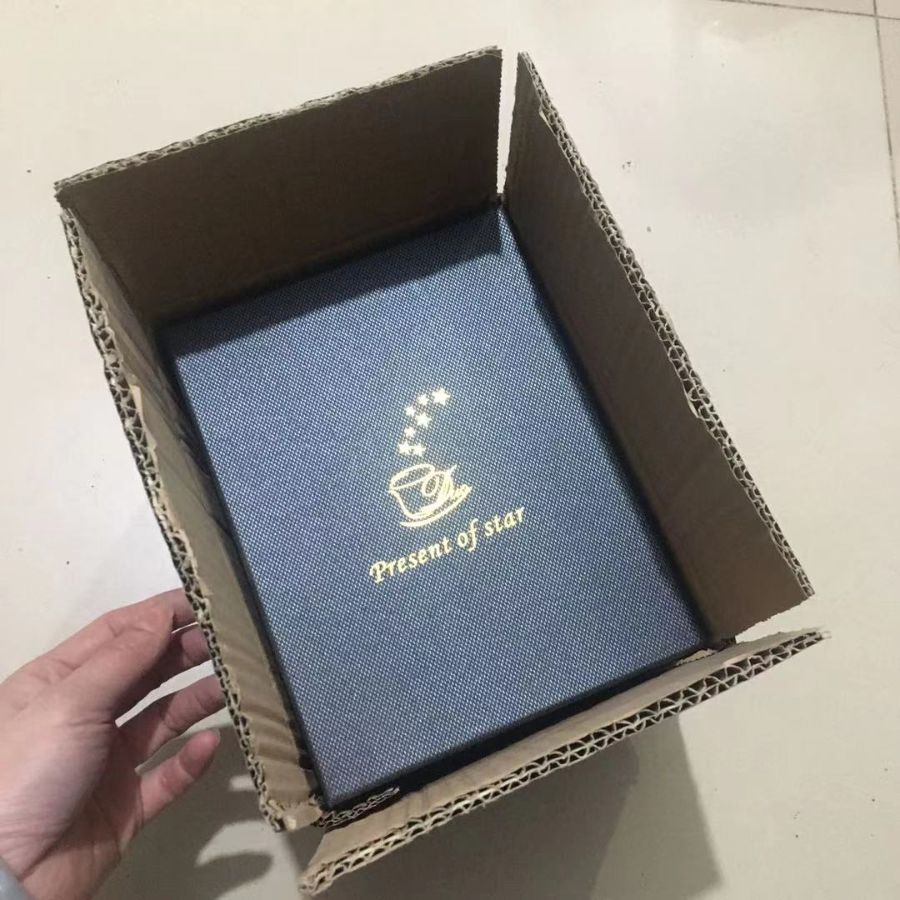 Present of star